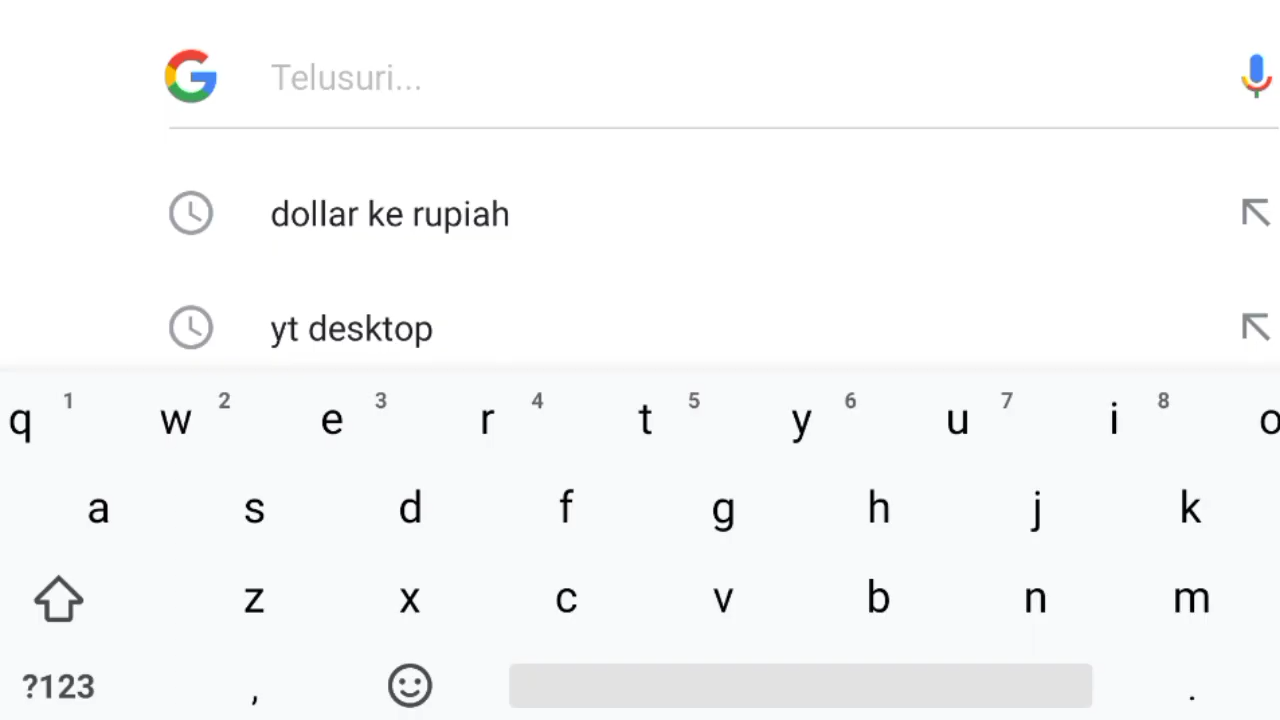 Telusuri...
dollar ke rupiah
yt desktop
q 1 w 2 e 3 r 4 t 5 y 6 u 7 i 8 o
a s d f g h j k
z x c v b n m
?123 , .